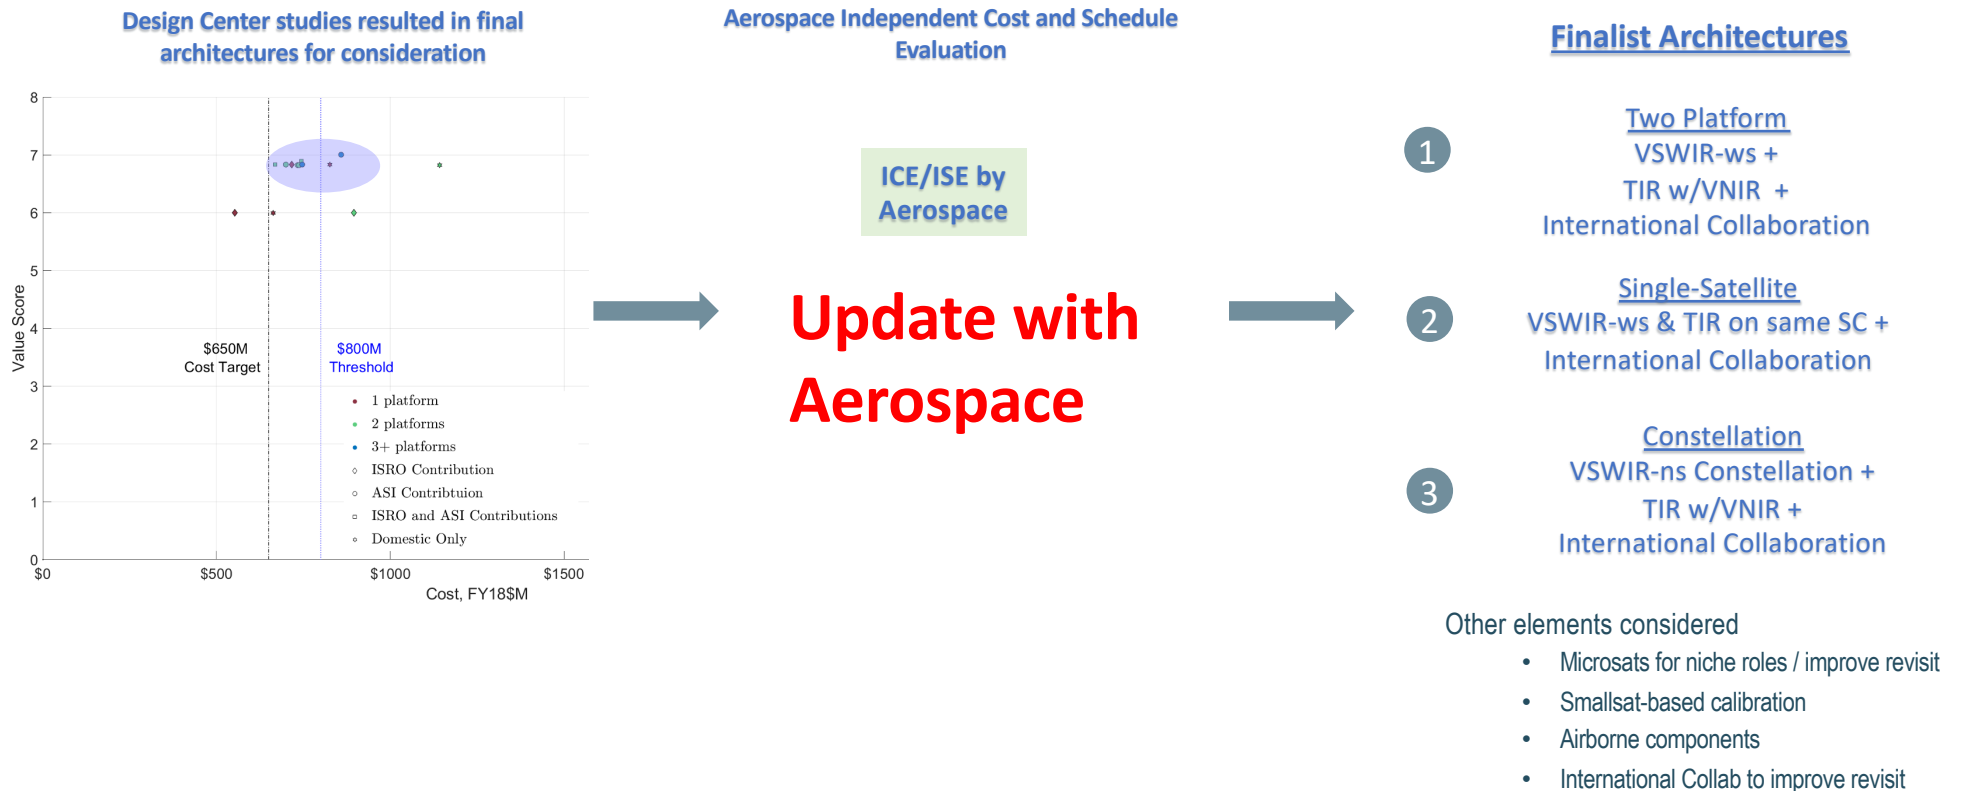 Design Center studies resulted in final
architectures for consideration
8
7
6
5
4
3
2
1
0
Value Score
$650M
Cost Target
$800M
Threshold
1 platform
2 platforms
3+ platforms
ISRO Contribution
ASI Contribtuion
ISRO and ASI Contributions
Domestic Only
$0
$500
$1000
$1500
Cost, FY18$M
Aerospace Independent Cost and Schedule
Evaluation
ICE/ISE by
Aerospace
Update with
Aerospace
Finalist Architectures
1
Two Platform
VSWIR-ws +
TIR w/VNIR +
International Collaboration
2
Single-Satellite
VSWIR-ws & TIR on same SC +
International Collaboration
3
Constellation
VSWIR-ns Constellation +
TIR w/VNIR +
International Collaboration
Other elements considered
• Microsats for niche roles / improve revisit
• Smallsat-based calibration
• Airborne components
• International Collab to improve revisit